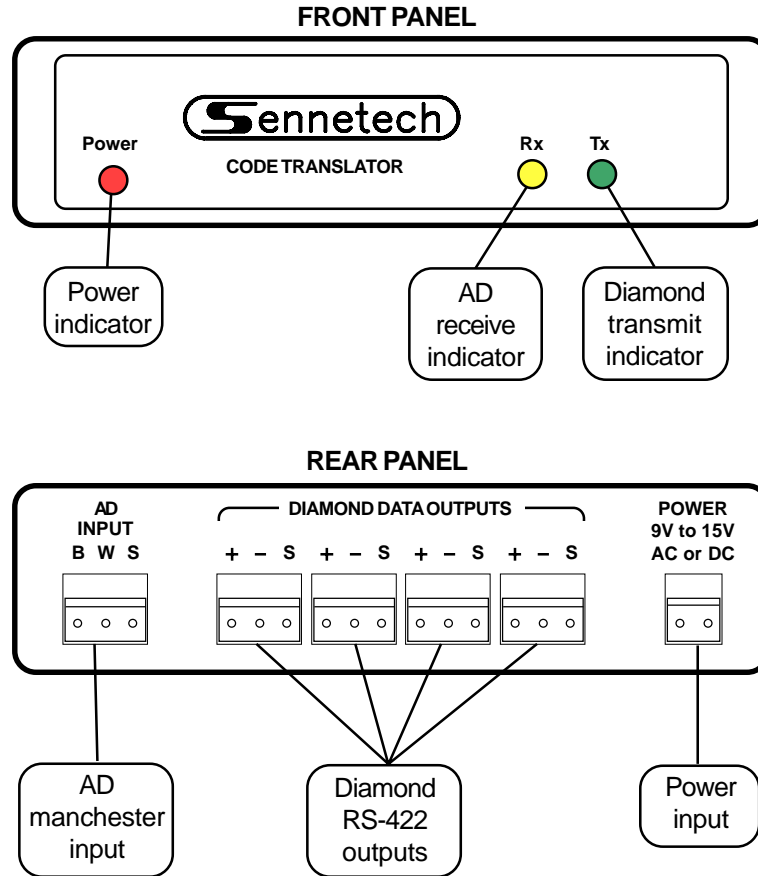 FRONT PANEL
Sennetech
CODE TRANSLATOR
Power
Rx
Tx
Power
indicator
AD
receive
indicator
Diamond
transmit
indicator
REAR PANEL
AD
INPUT
B W S
DIAMOND DATA OUTPUTS
+ − S + − S + − S + − S
POWER
9V to 15V
AC or DC
AD
manchester
input
Diamond
RS-422
outputs
Power
input